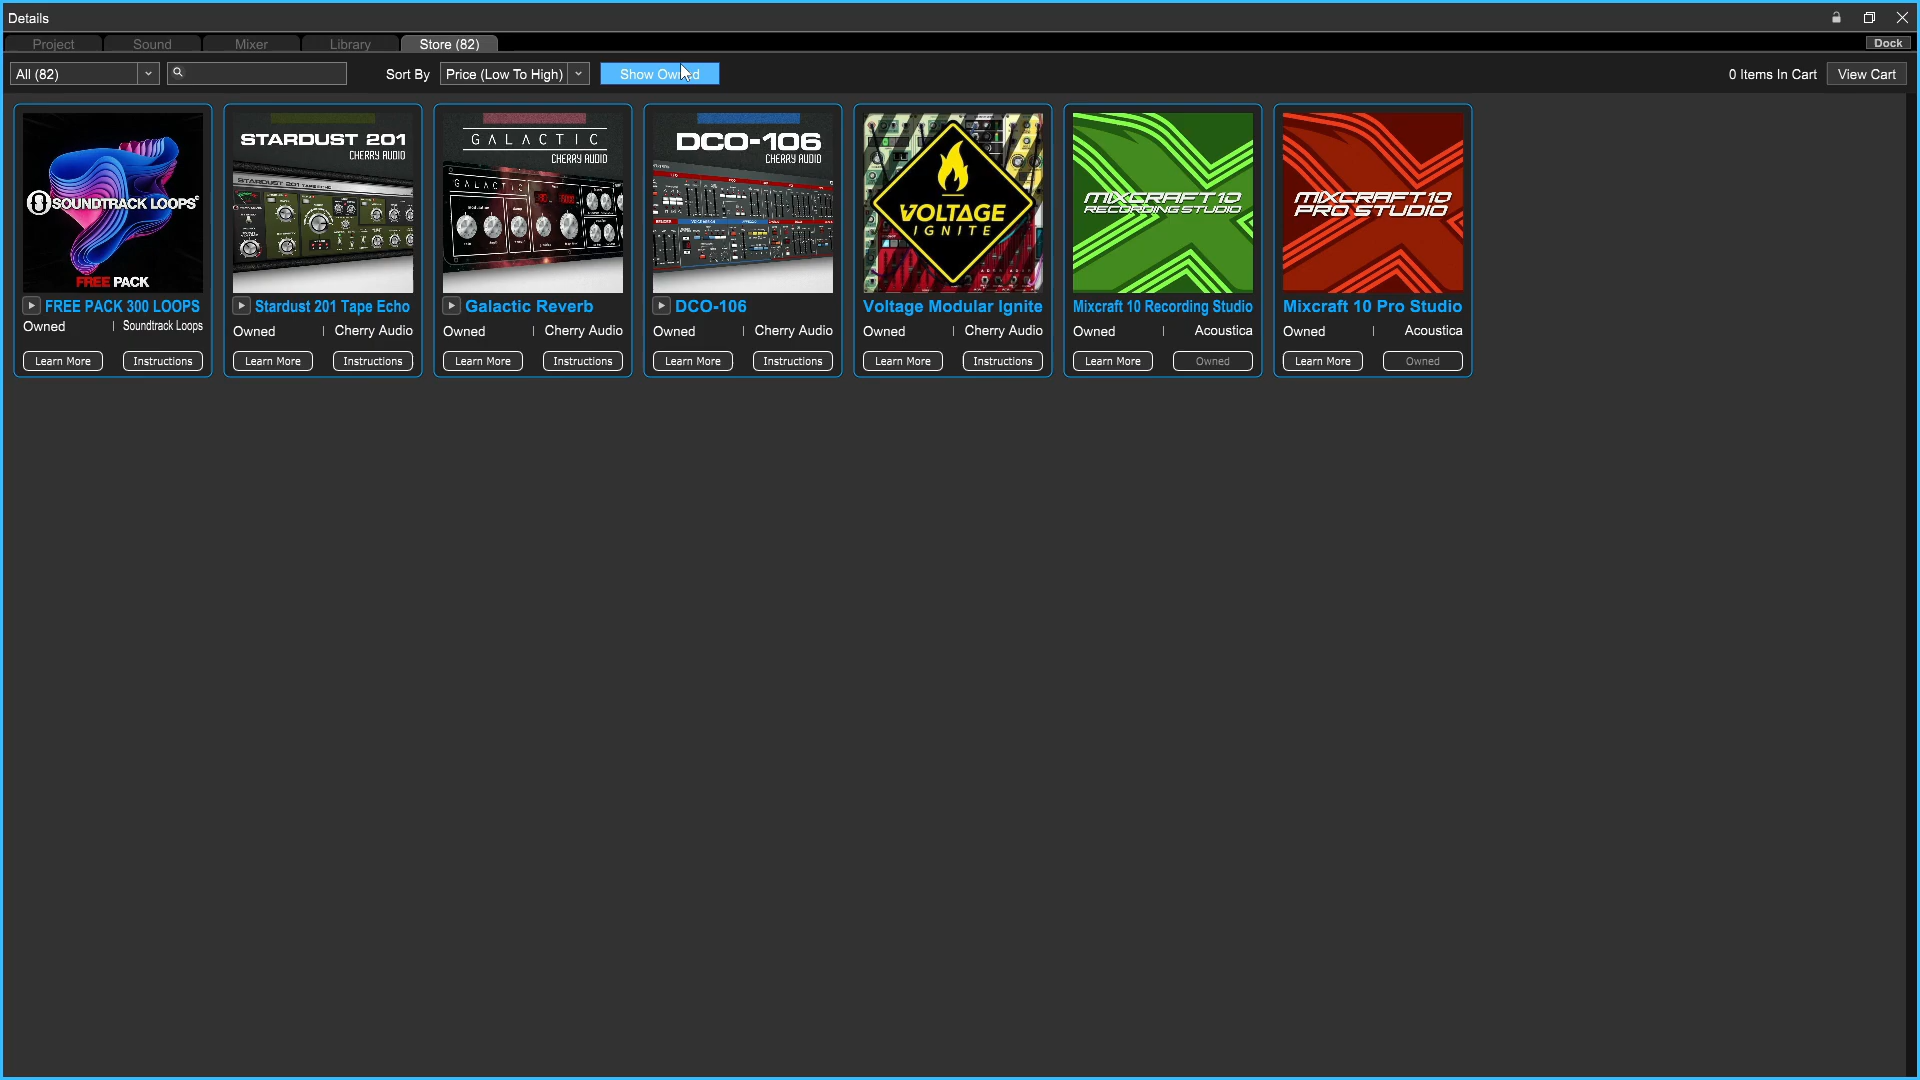 Details
Project Sound Mixer Library Store (82) Dock
All (82) Sort By Price (Low To High) Show Owned 0 Items In Cart View Cart
SOUNDTRACK LOOPS
FREE PACK
FREE PACK 300 LOOPS
Owned | Soundtrack Loops
Learn More Instructions
STARDUST 201
CHERRY AUDIO
STARDUST 201 TAPE ECHO
Stardust 201 Tape Echo
Owned | Cherry Audio
Learn More Instructions
GALACTIC
CHERRY AUDIO
GALACTIC
Galactic Reverb
Owned | Cherry Audio
Learn More Instructions
DCO-106
CHERRY AUDIO
DCO-106
Owned | Cherry Audio
Learn More Instructions
VOLTAGE
IGNITE
Voltage Modular Ignite
Owned | Cherry Audio
Learn More Instructions
MIXCRAFT 10
RECORDING STUDIO
Mixcraft 10 Recording Studio
Owned | Acoustica
Learn More Owned
MIXCRAFT 10
PRO STUDIO
Mixcraft 10 Pro Studio
Owned | Acoustica
Learn More Owned